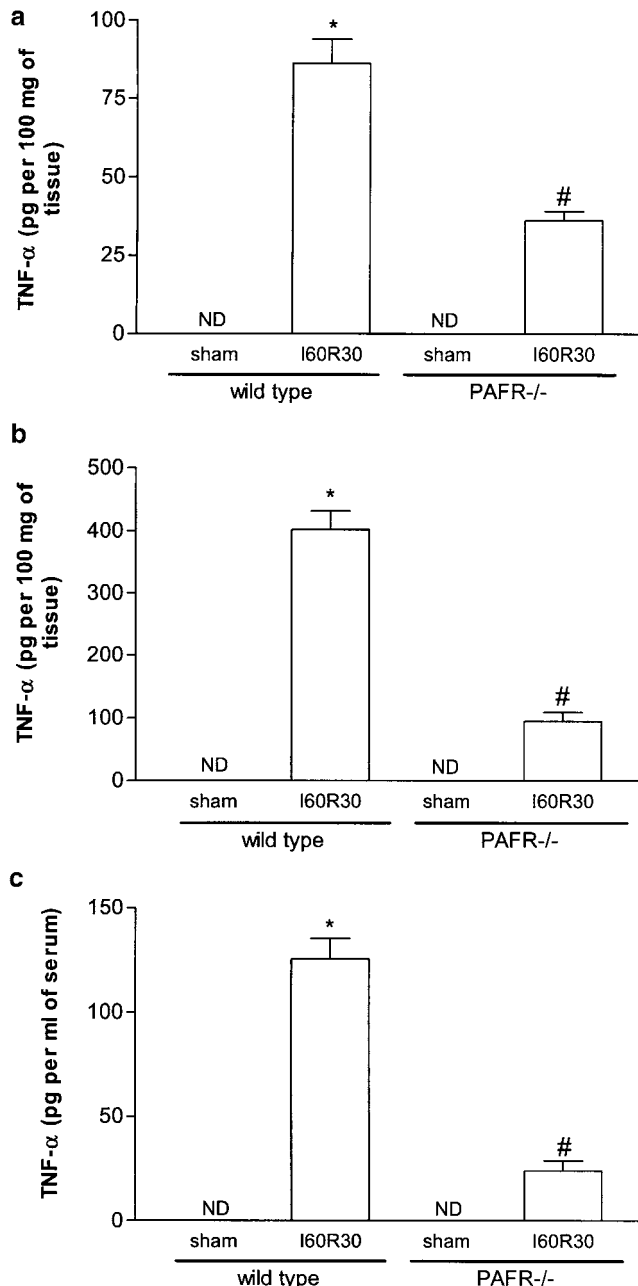 a
TNF-α (pg per 100 mg of
tissue)
100
75
50
25
0
ND
*
ND
#
sham I60R30 sham I60R30
wild type PAFR-/-
b
TNF-α (pg per 100 mg of
tissue)
500
400
300
200
100
0
ND
*
ND
#
sham I60R30 sham I60R30
wild type PAFR-/-
c
TNF-α (pg per ml of serum)
150
100
50
0
ND
*
ND
#
sham I60R30 sham I60R30
wild type PAFR-/-